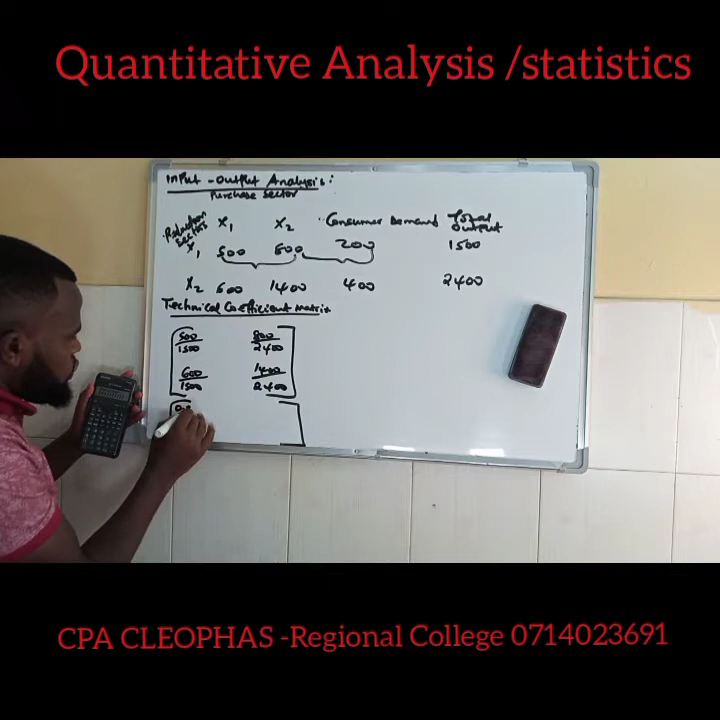 Quantitative Analysis /statistics
Input - Output Analysis:
Purchase Sector
Production Sectors X1 X2 Consumer Demand Total Output
X1 500 800 200 1500
X2 600 1400 400 2400
Technical Coefficient Matrix
500/1500 800/2400
600/1500 1400/2400
CPA CLEOPHAS -Regional College 0714023691